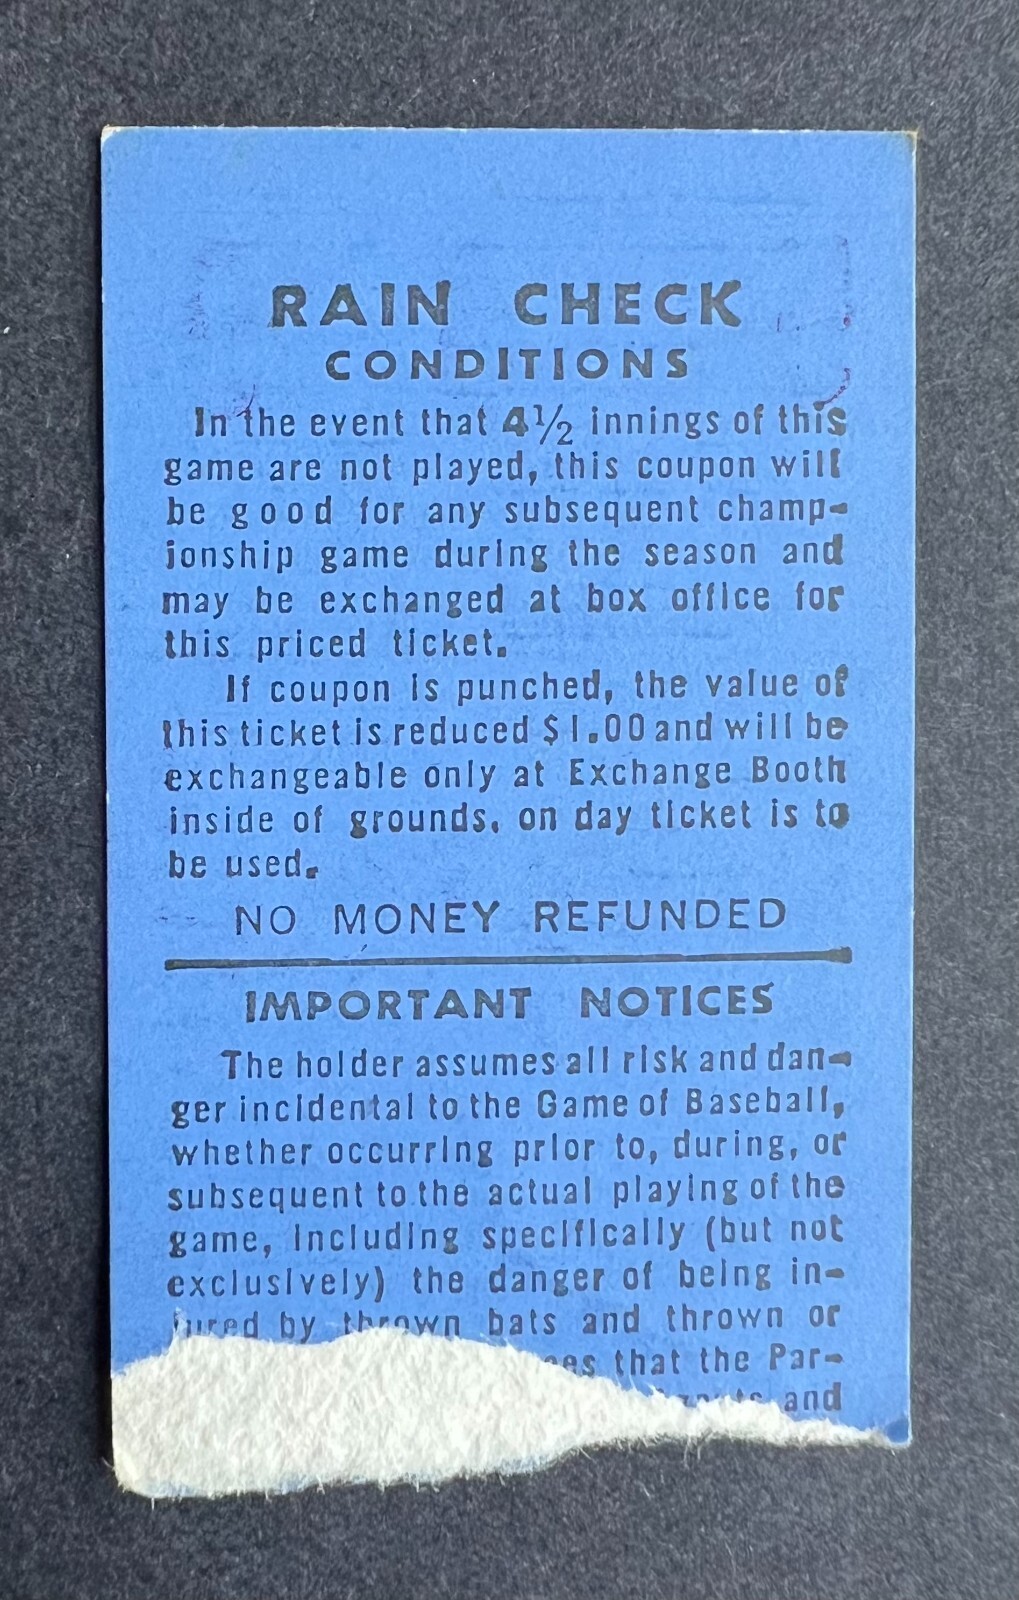 RAIN CHECK
CONDITIONS
In the event that 4½ innings of this
game are not played, this coupon will
be good for any subsequent champ-
ionship game during the season and
may be exchanged at box office for
this priced ticket.
If coupon is punched, the value of
this ticket is reduced $1.00 and will be
exchangeable only at Exchange Booth
inside of grounds, on day ticket is to
be used.
NO MONEY REFUNDED
IMPORTANT NOTICES
The holder assumes all risk and dan-
ger incidental to the Game of Baseball,
whether occurring prior to, during, or
subsequent to the actual playing of the
game, including specifically (but not
exclusively) the danger of being in-
jured by thrown bats and thrown or
that the Par-
and